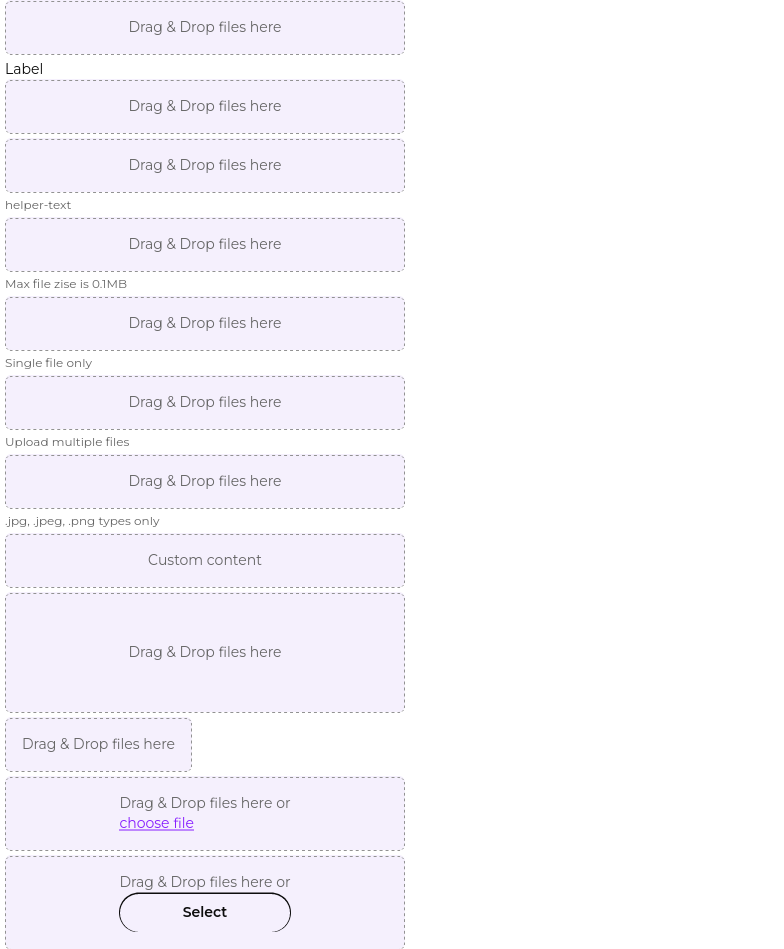 Drag & Drop files here
Label
Drag & Drop files here
Drag & Drop files here
helper-text
Drag & Drop files here
Max file zise is 0.1MB
Drag & Drop files here
Single file only
Drag & Drop files here
Upload multiple files
Drag & Drop files here
.jpg, .jpeg, .png types only
Custom content
Drag & Drop files here
Drag & Drop files here
Drag & Drop files here or
choose file
Drag & Drop files here or
Select